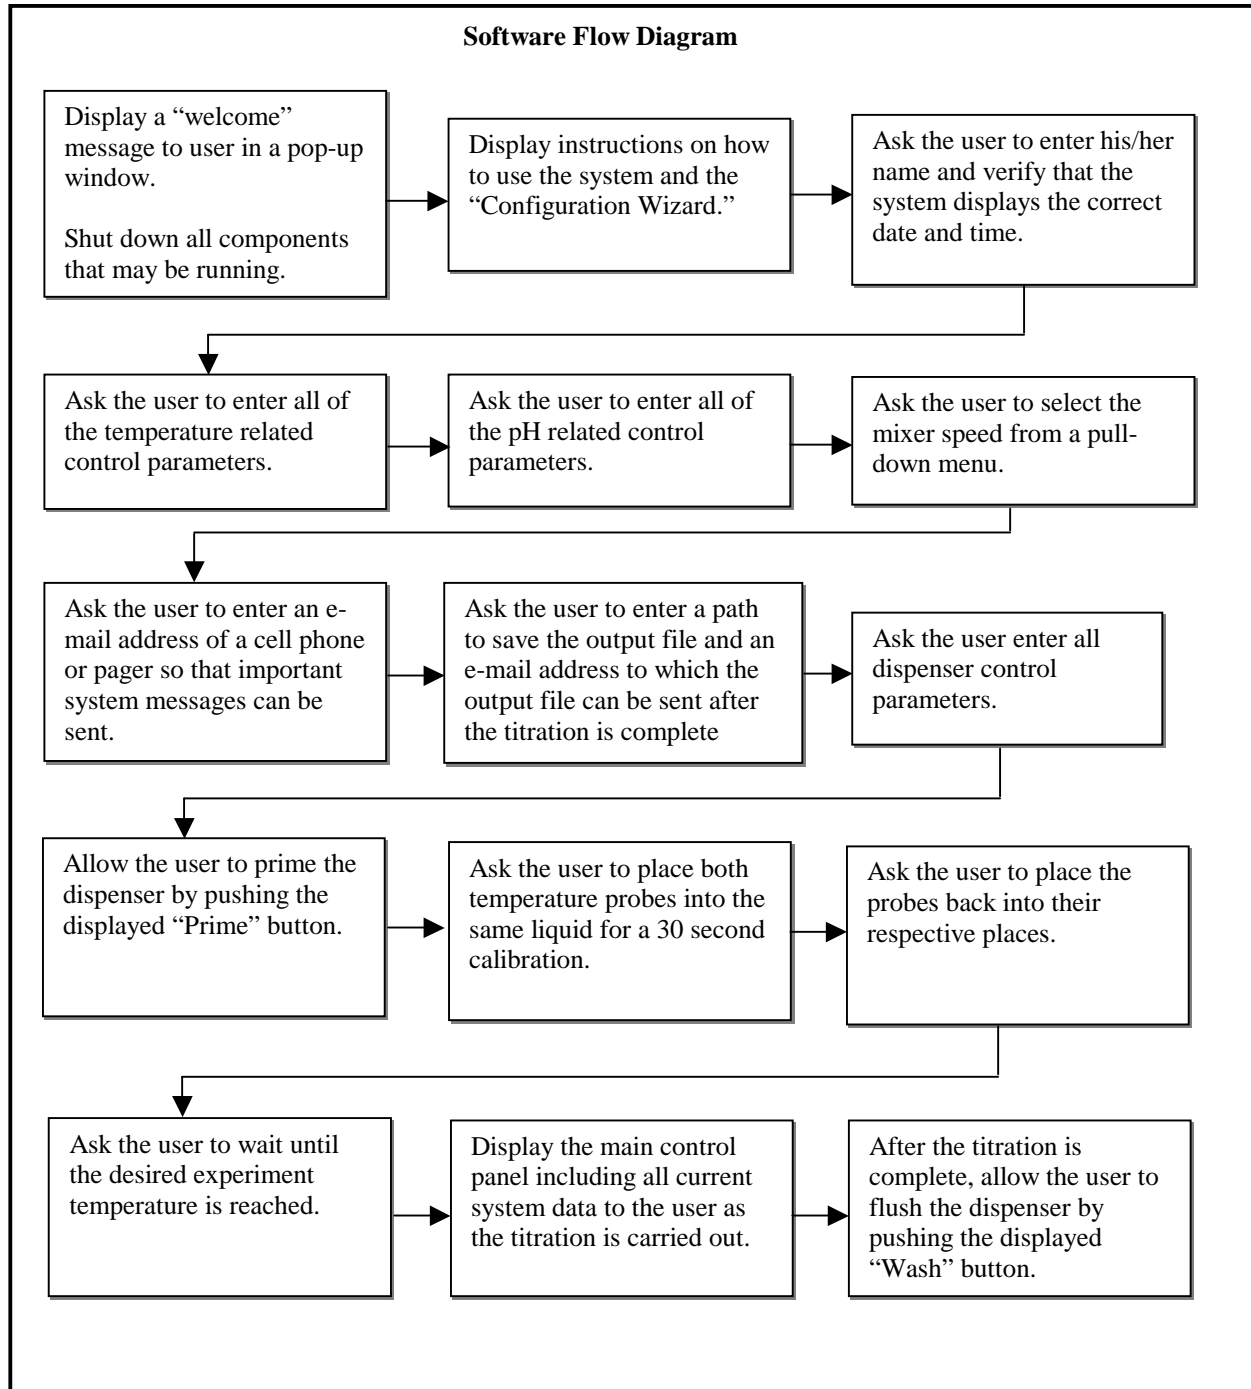 Software Flow Diagram
Display a “welcome”
message to user in a pop-up
window.
Shut down all components
that may be running.
Display instructions on how
to use the system and the
“Configuration Wizard.”
Ask the user to enter his/her
name and verify that the
system displays the correct
date and time.
Ask the user to enter all of
the temperature related
control parameters.
Ask the user to enter all of
the pH related control
parameters.
Ask the user to select the
mixer speed from a pull-
down menu.
Ask the user to enter an e-
mail address of a cell phone
or pager so that important
system messages can be
sent.
Ask the user to enter a path
to save the output file and an
e-mail address to which the
output file can be sent after
the titration is complete
Ask the user enter all
dispenser control
parameters.
Allow the user to prime the
dispenser by pushing the
displayed “Prime” button.
Ask the user to place both
temperature probes into the
same liquid for a 30 second
calibration.
Ask the user to place the
probes back into their
respective places.
Ask the user to wait until
the desired experiment
temperature is reached.
Display the main control
panel including all current
system data to the user as
the titration is carried out.
After the titration is
complete, allow the user to
flush the dispenser by
pushing the displayed
“Wash” button.